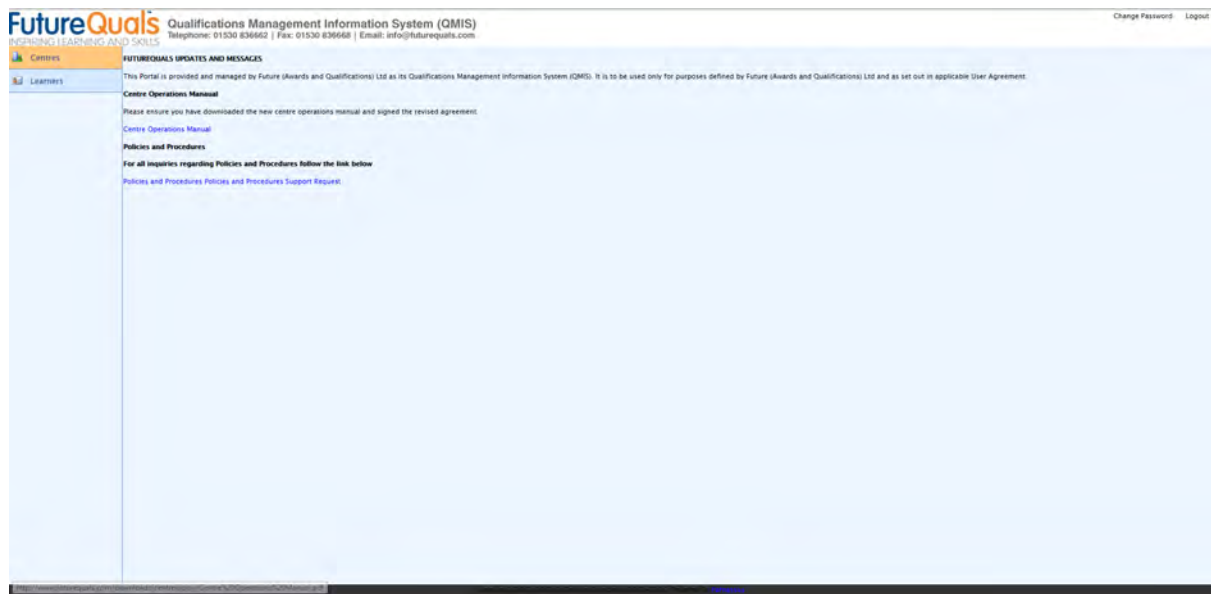 FutureQuals
INSPIRING LEARNING AND SKILLS
Qualifications Management Information System (QMIS)
Telephone: 01530 836662 | Fax: 01530 836668 | Email: info@futurequals.com
Change Password Logout
Centres
Learners
FUTUREQUALS UPDATES AND MESSAGES
This Portal is provided and managed by Future (Awards and Qualifications) Ltd as its Qualifications Management Information System (QMIS). It is to be used only for purposes defined by Future (Awards and Qualifications) Ltd and as set out in applicable User Agreement.
Centre Operations Manaual
Please ensure you have downloaded the new centre operations manual and signed the revised agreement.
Centre Operations Manual
Policies and Procedures
For all inquiries regarding Policies and Procedures follow the link below
Policies and Procedures Policies and Procedures Support Request